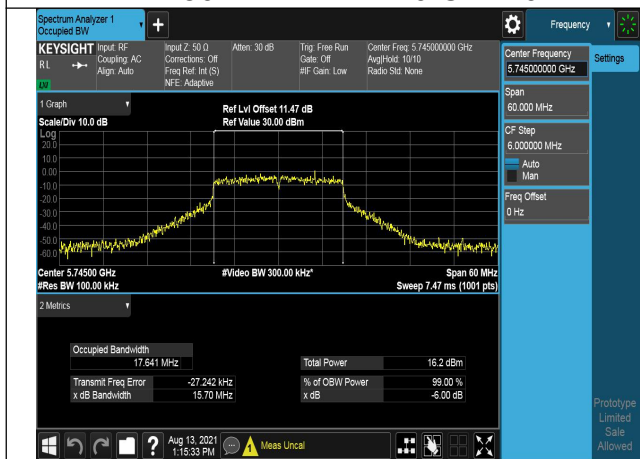 Spectrum Analyzer 1
Occupied BW
+
Frequency
KEYSIGHT
RL
LXI
Input: RF
Coupling: AC
Align: Auto
Input Z: 50 Ω
Corrections: Off
Freq Ref: Int (S)
NFE: Adaptive
Atten: 30 dB
Trig: Free Run
Gate: Off
#IF Gain: Low
Center Freq: 5.745000000 GHz
Avg|Hold: 10/10
Radio Std: None
Center Frequency
5.745000000 GHz
Settings
Span
60.000 MHz
CF Step
6.000000 MHz
Auto
Man
Freq Offset
0 Hz
1 Graph
Scale/Div 10.0 dB
Ref Lvl Offset 11.47 dB
Ref Value 30.00 dBm
Log
20.0
10.0
0.00
-10.0
-20.0
-30.0
-40.0
-50.0
-60.0
Center 5.74500 GHz
#Video BW 300.00 kHz*
Span 60 MHz
#Res BW 100.00 kHz
Sweep 7.47 ms (1001 pts)
2 Metrics
Occupied Bandwidth
17.641 MHz
Total Power 16.2 dBm
Transmit Freq Error -27.242 kHz
% of OBW Power 99.00 %
x dB Bandwidth 15.70 MHz
x dB -6.00 dB
Prototype
Limited
Sale
Allowed
?
Aug 13, 2021
1:15:33 PM
1
Meas Uncal